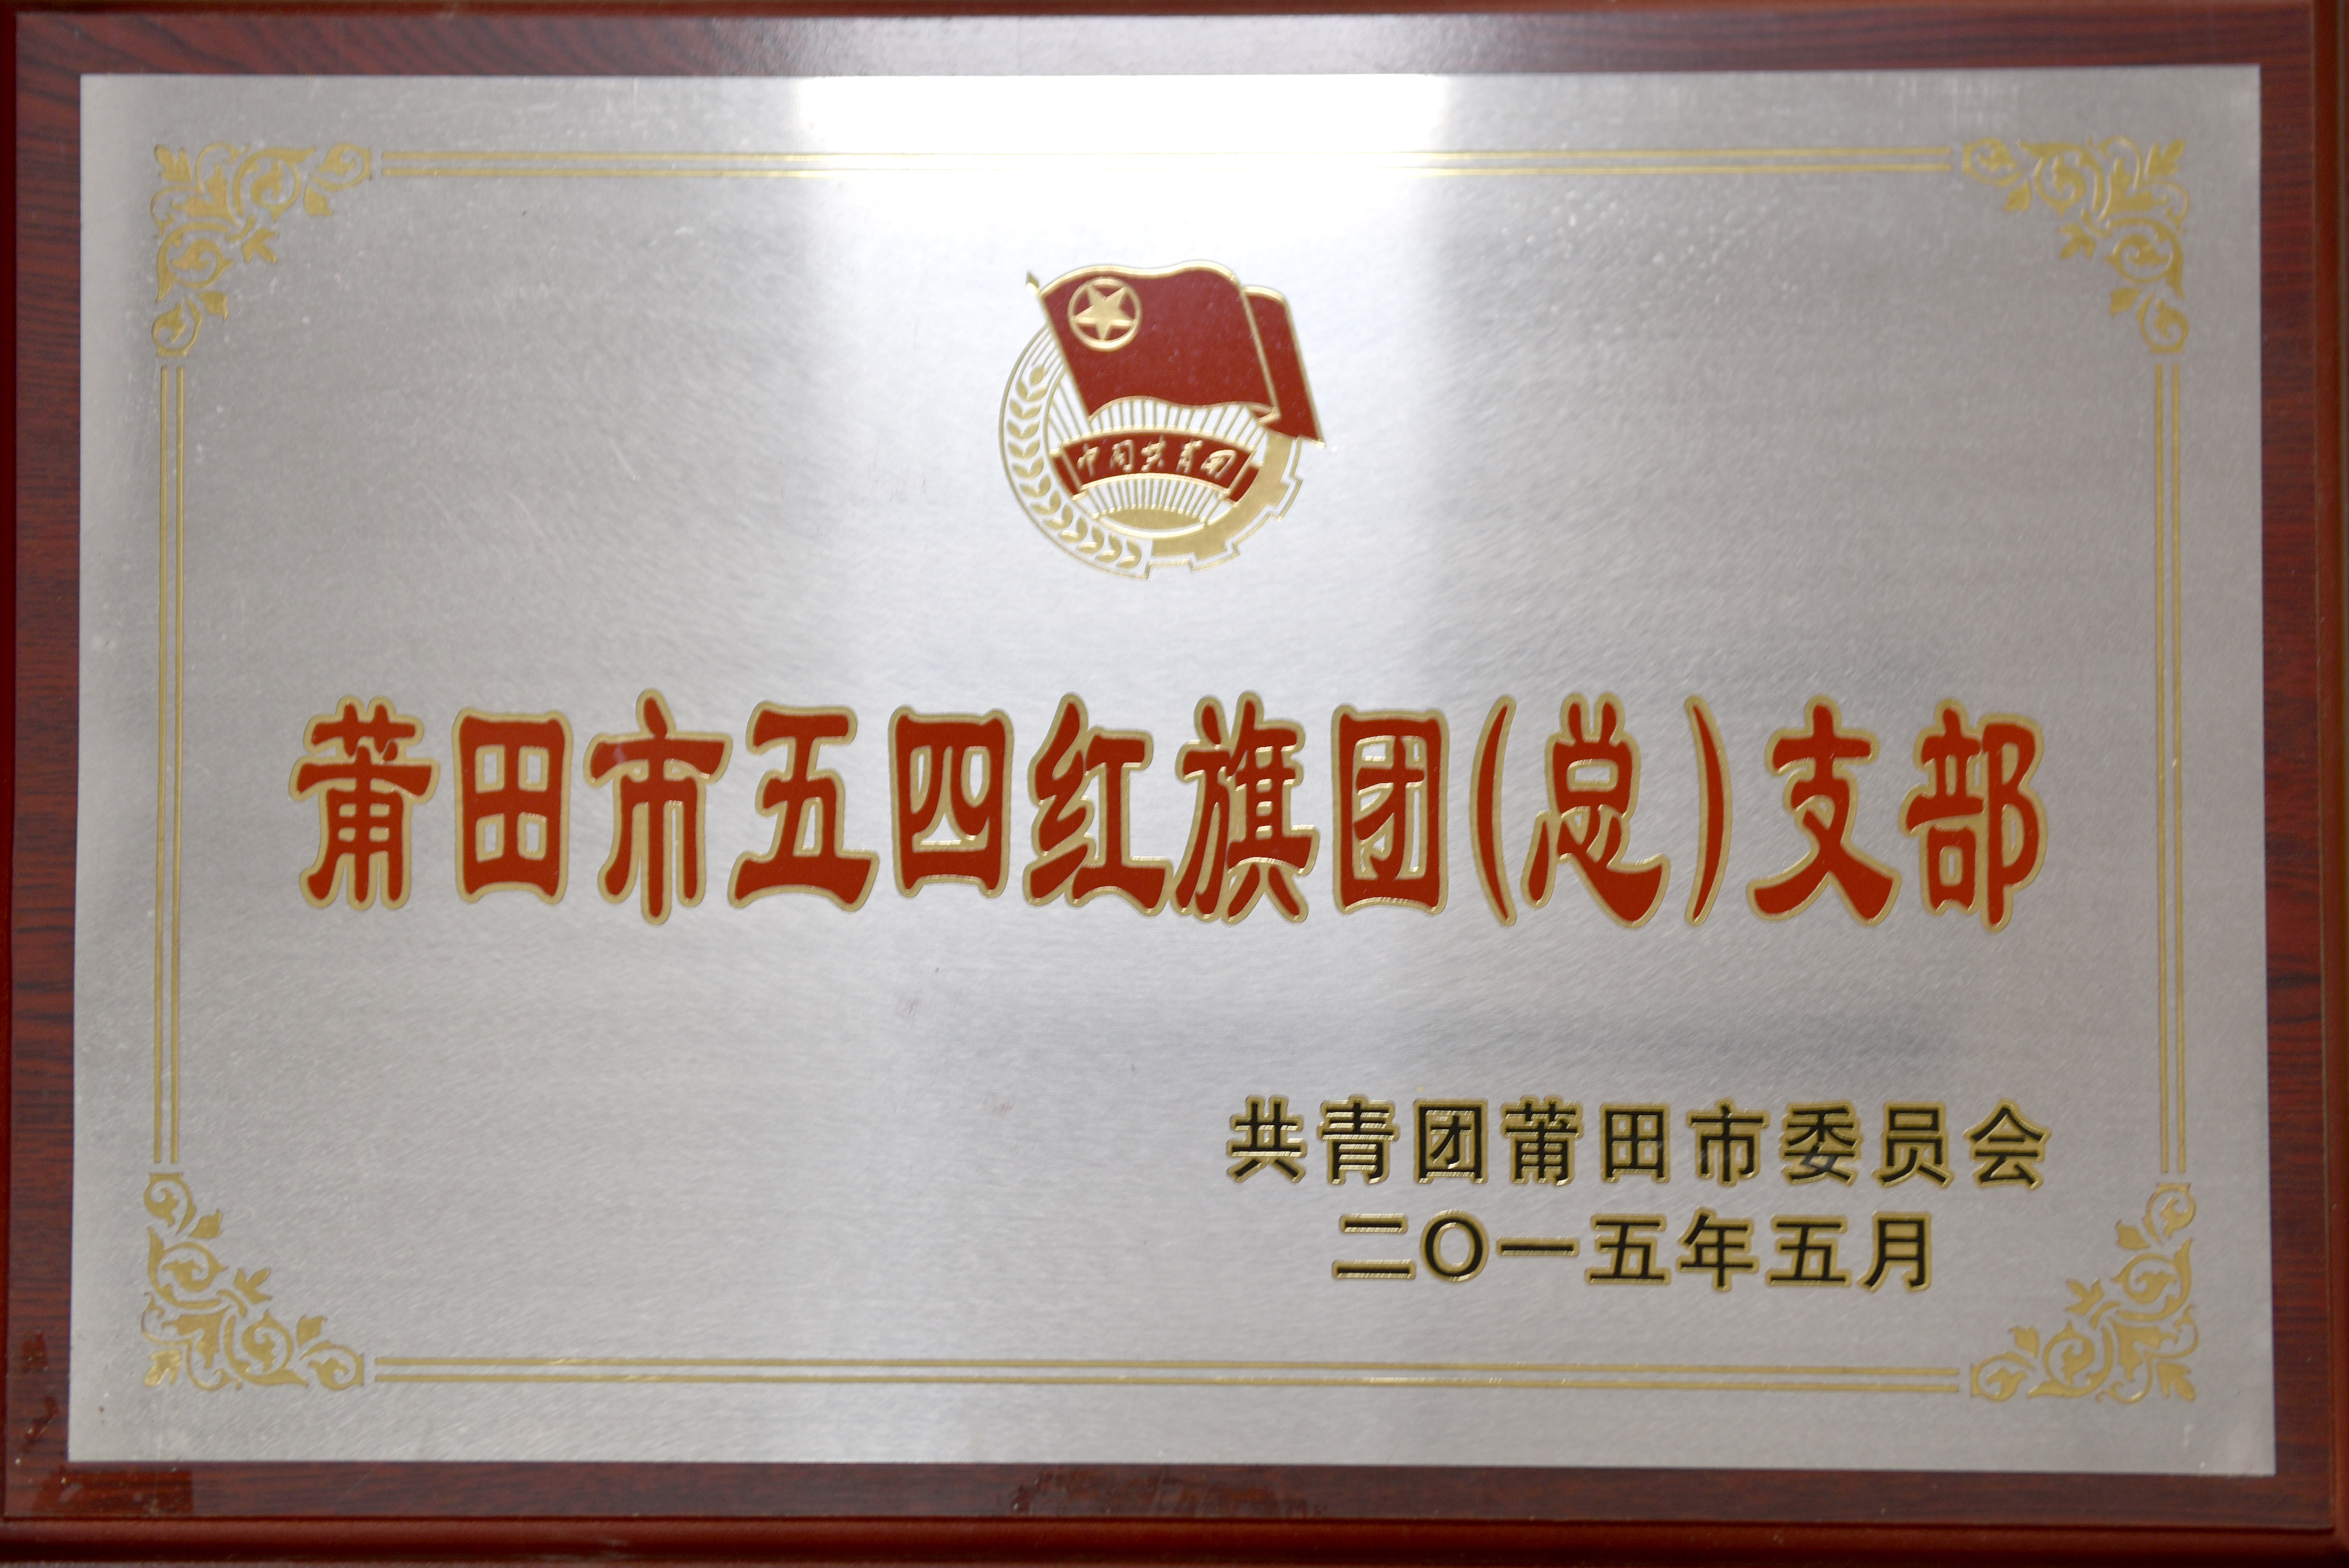 中国共青团
莆田市五四红旗团(总)支部
共青团莆田市委员会
二〇一五年五月